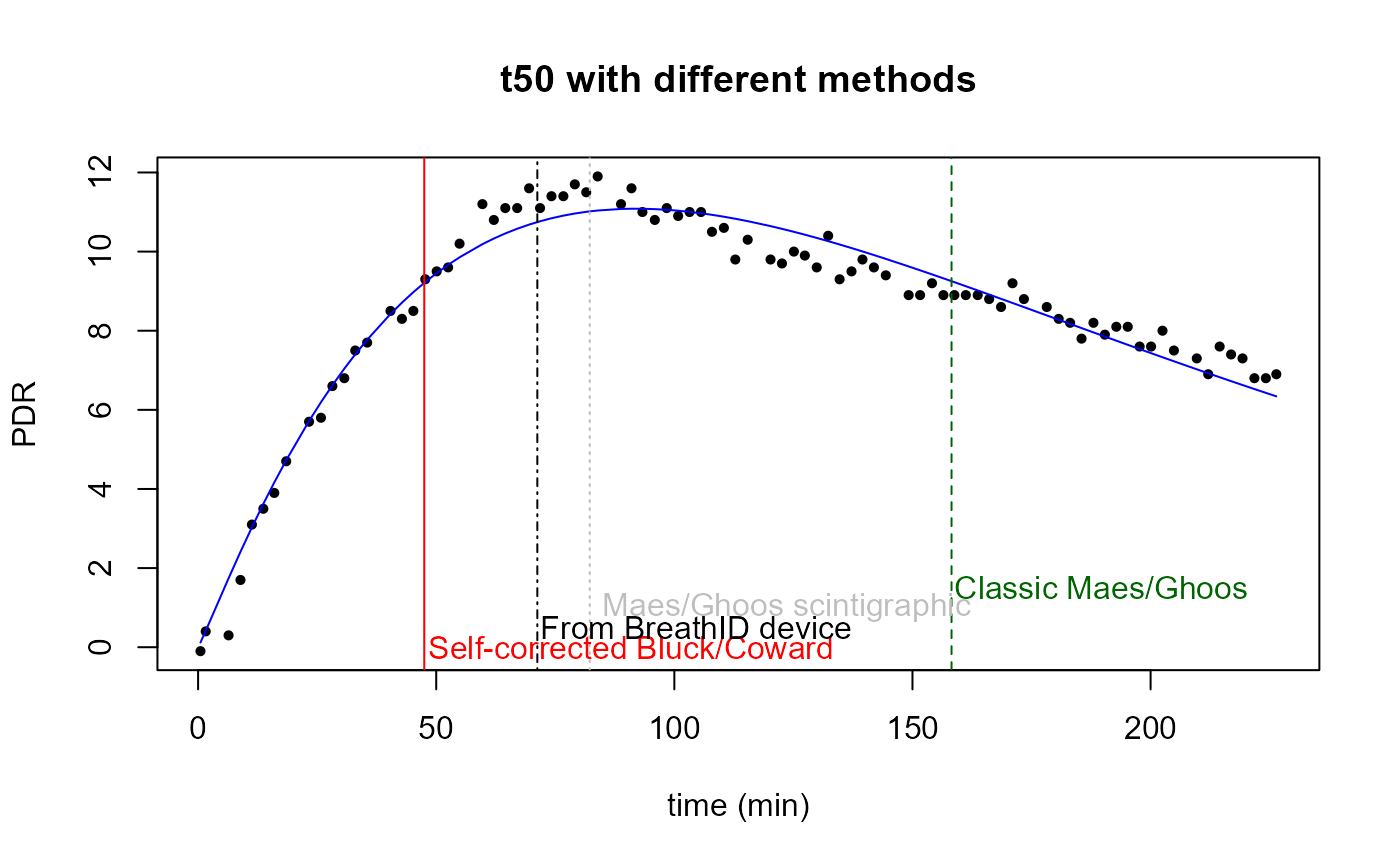 t50 with different methods
12
10
8
6
4
2
0
PDR
Classic Maes/Ghoos
Maes/Ghoos scintigraphic
From BreathID device
Self-corrected Bluck/Coward
0 50 100 150 200
time (min)